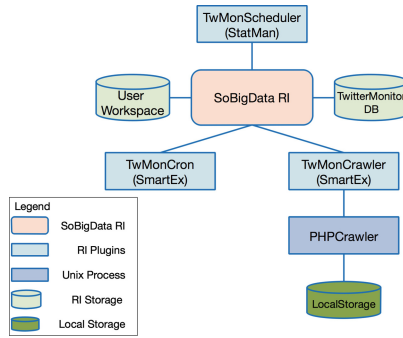 TwMonScheduler
(StatMan)
User
Workspace
SoBigData RI
TwitterMonitor
DB
TwMonCron
(SmartEx)
TwMonCrawler
(SmartEx)
PHPCrawler
LocalStorage
Legend
SoBigData RI
RI Plugins
Unix Process
RI Storage
Local Storage